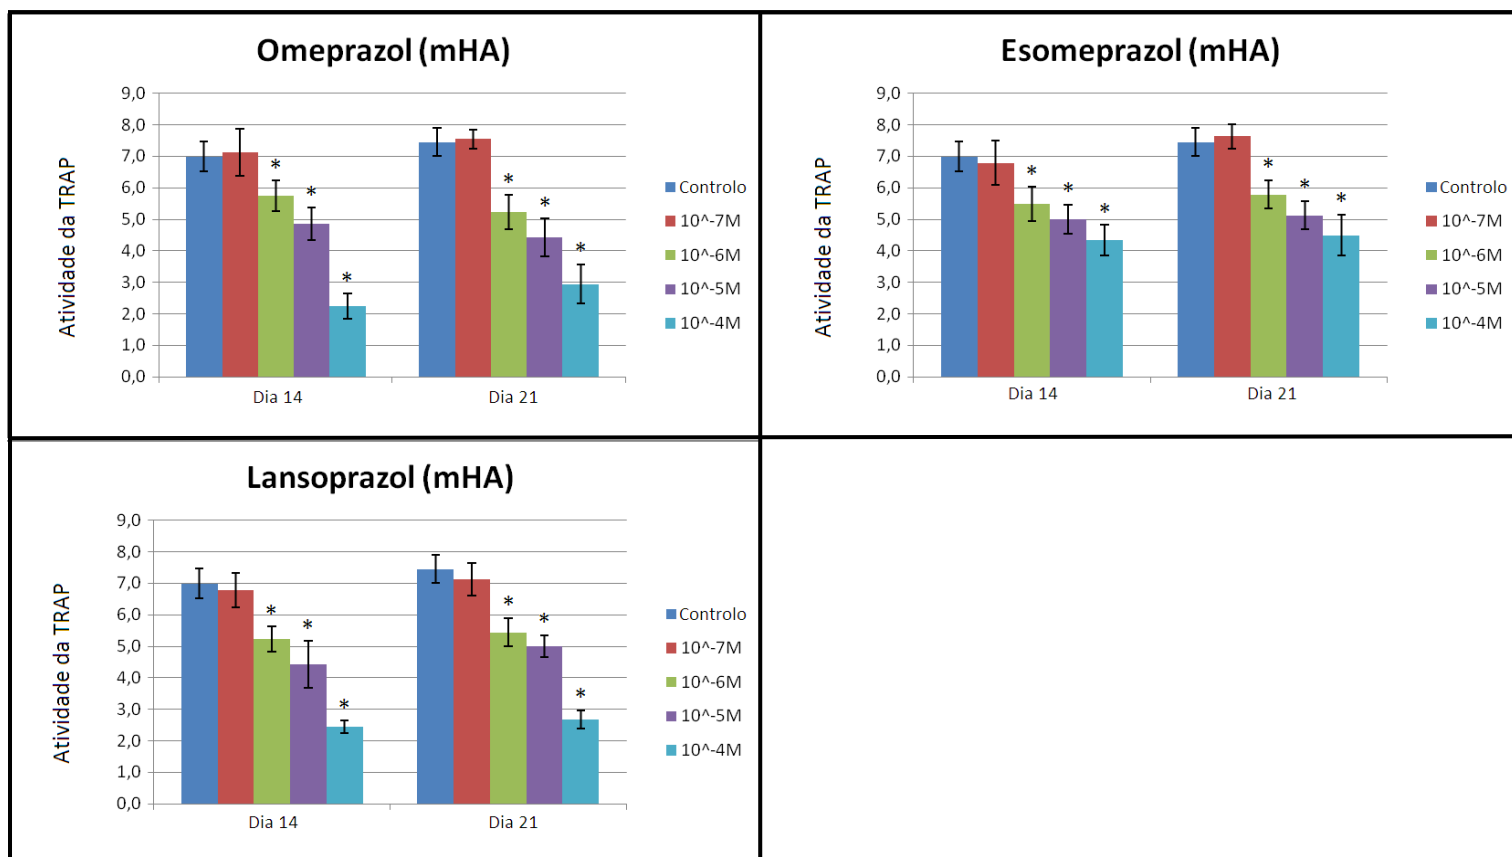 Omeprazol (mHA)
Atividade da TRAP
9,0
8,0
7,0
6,0
5,0
4,0
3,0
2,0
1,0
0,0
* * *
* * *
Dia 14 Dia 21
Controlo
10^-7M
10^-6M
10^-5M
10^-4M
Esomeprazol (mHA)
Atividade da TRAP
9,0
8,0
7,0
6,0
5,0
4,0
3,0
2,0
1,0
0,0
* * *
* * *
Dia 14 Dia 21
Controlo
10^-7M
10^-6M
10^-5M
10^-4M
Lansoprazol (mHA)
Atividade da TRAP
9,0
8,0
7,0
6,0
5,0
4,0
3,0
2,0
1,0
0,0
* * *
* * *
Dia 14 Dia 21
Controlo
10^-7M
10^-6M
10^-5M
10^-4M